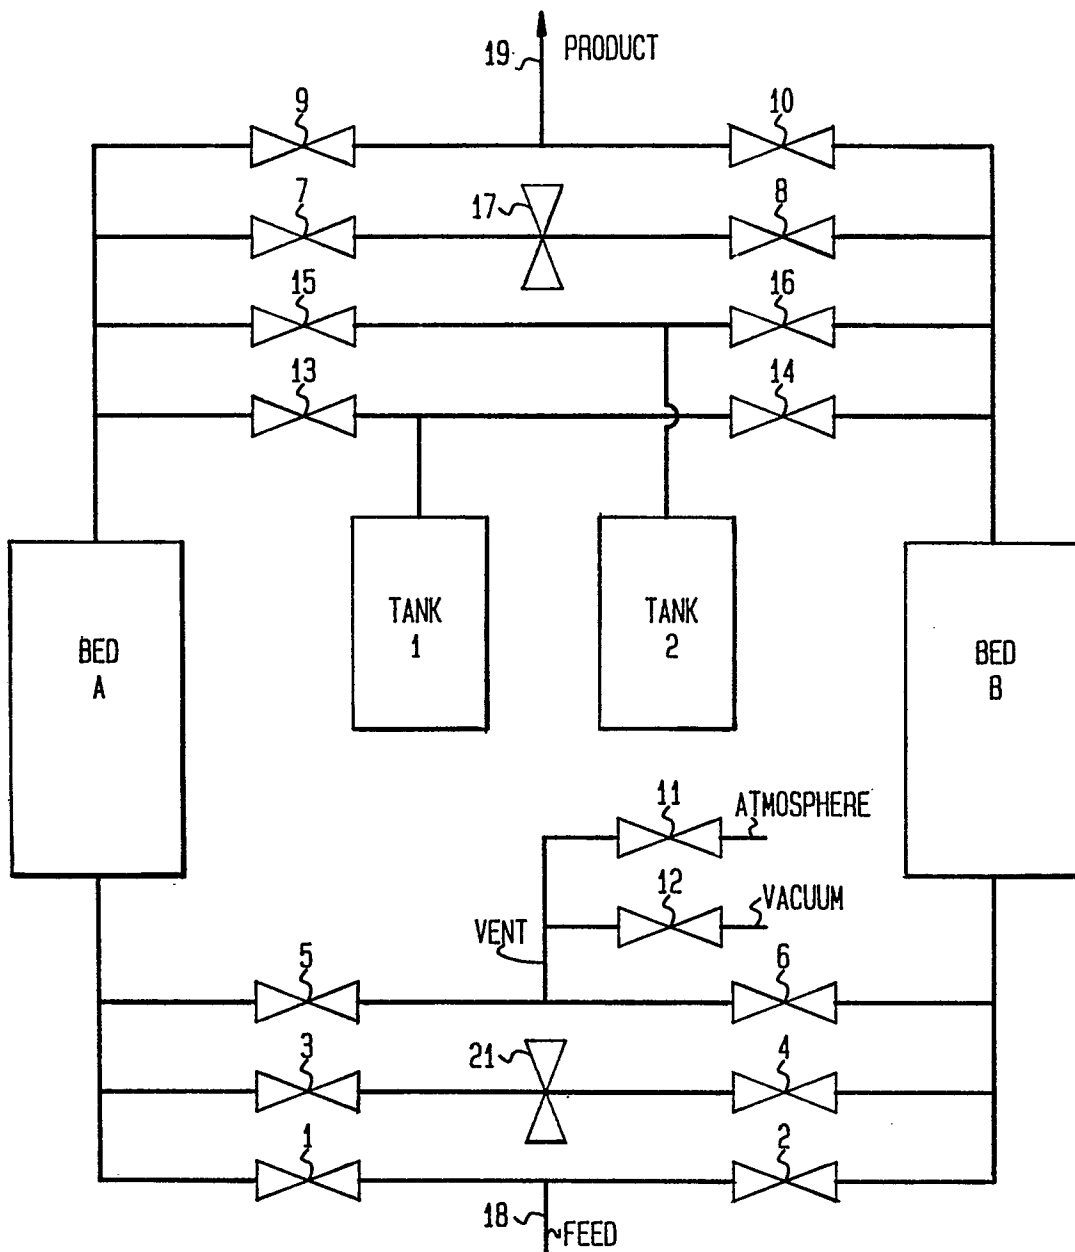 19 PRODUCT
9 10
7 17 8
15 16
13 14
TANK
1
TANK
2
BED
A
BED
B
11 ATMOSPHERE
12 VACUUM
VENT
5 6
3 21 4
1 2
18 FEED